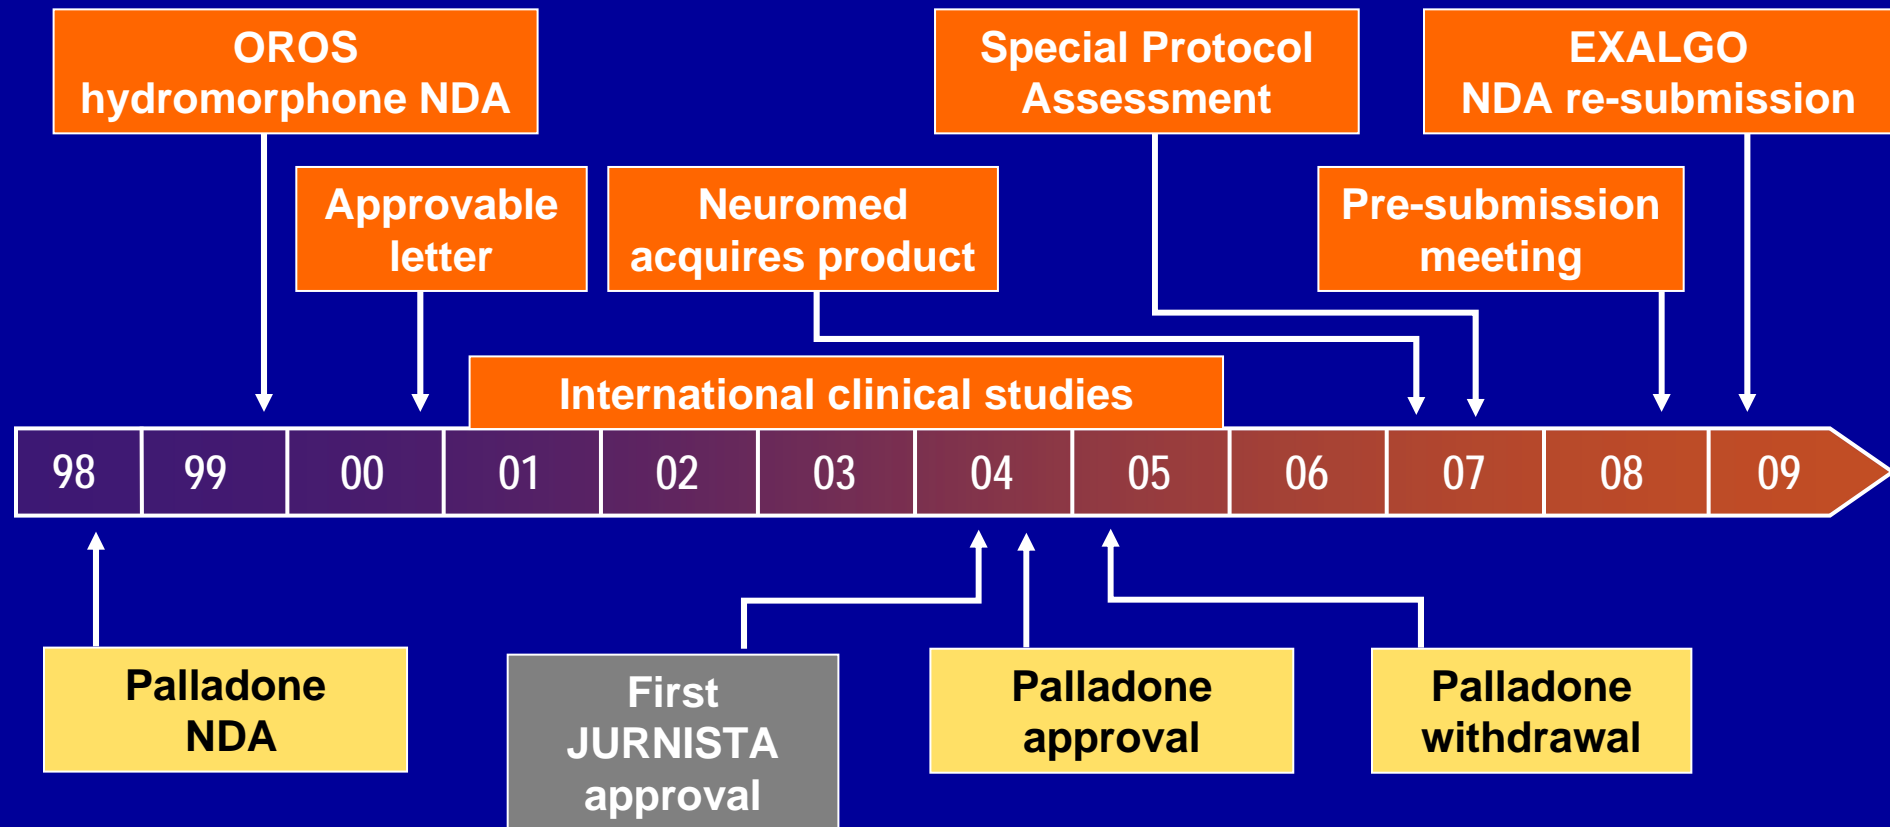 OROS
hydromorphone NDA
Special Protocol
Assessment
EXALGO
NDA re-submission
Approvable
letter
Neuromed
acquires product
Pre-submission
meeting
International clinical studies
98 99 00 01 02 03 04 05 06 07 08 09
Palladone
NDA
First
JURNISTA
approval
Palladone
approval
Palladone
withdrawal